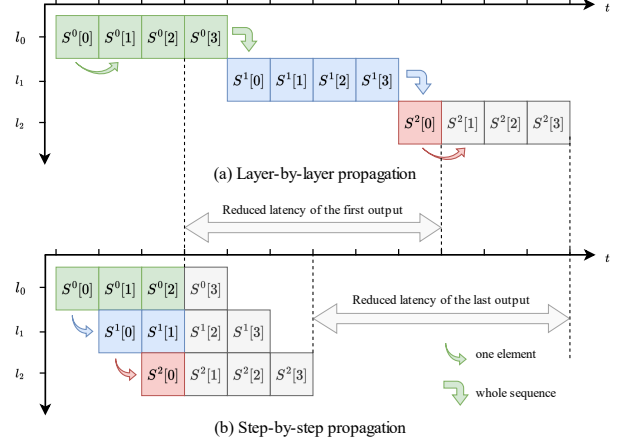 t
l₀ S⁰[0] S⁰[1] S⁰[2] S⁰[3]
l₁ S¹[0] S¹[1] S¹[2] S¹[3]
l₂ S²[0] S²[1] S²[2] S²[3]
(a) Layer-by-layer propagation
Reduced latency of the first output
t
l₀ S⁰[0] S⁰[1] S⁰[2] S⁰[3]
Reduced latency of the last output
l₁ S¹[0] S¹[1] S¹[2] S¹[3]
l₂ S²[0] S²[1] S²[2] S²[3]
one element
whole sequence
(b) Step-by-step propagation